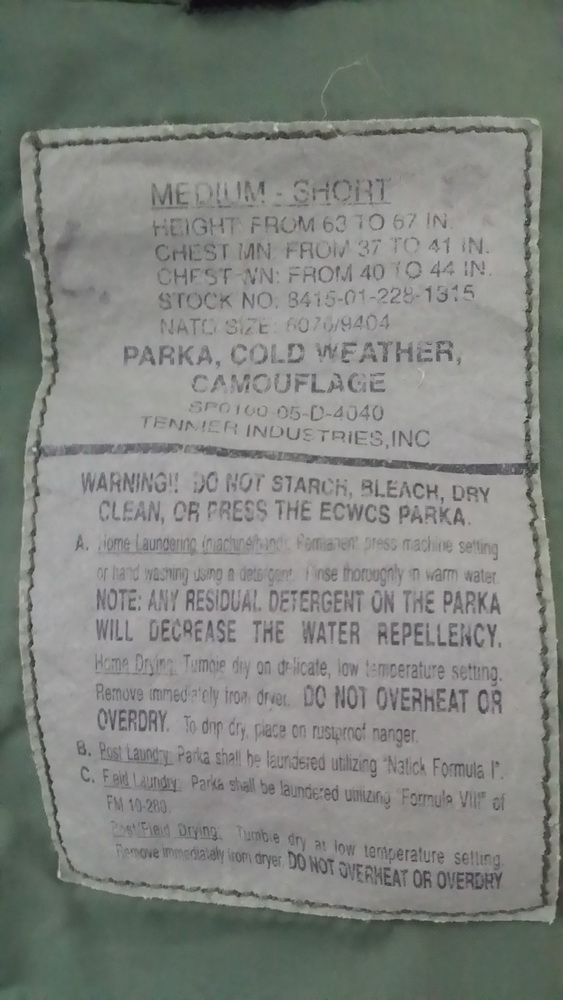 MEDIUM - SHORT
HEIGHT: FROM 63 TO 67 IN.
CHEST MN: FROM 37 TO 41 IN.
CHEST-WN: FROM 40 TO 44 IN.
STOCK NO: 8415-01-228-1315
NATO SIZE: 6070/9404
PARKA, COLD WEATHER,
CAMOUFLAGE
SP0100-05-D-4040
TENNIER INDUSTRIES,INC
WARNING!! DO NOT STARCH, BLEACH, DRY
CLEAN, OR PRESS THE ECWCS PARKA.
A. Home Laundering (machine/hand): Permanent press machine setting
or hand washing using a detergent. Rinse thoroughly in warm water.
NOTE: ANY RESIDUAL DETERGENT ON THE PARKA
WILL DECREASE THE WATER REPELLENCY.
Home Drying: Tumble dry on delicate, low temperature setting.
Remove immediately from dryer. DO NOT OVERHEAT OR
OVERDRY. To drip dry, place on rustproof hanger.
B. Post Laundry: Parka shall be laundered utilizing "Natick Formula I".
C. Field Laundry: Parka shall be laundered utilizing "Formula VIII" of
FM 10-280.
Post/Field Drying: Tumble dry at low temperature setting.
Remove immediately from dryer DO NOT OVERHEAT OR OVERDRY